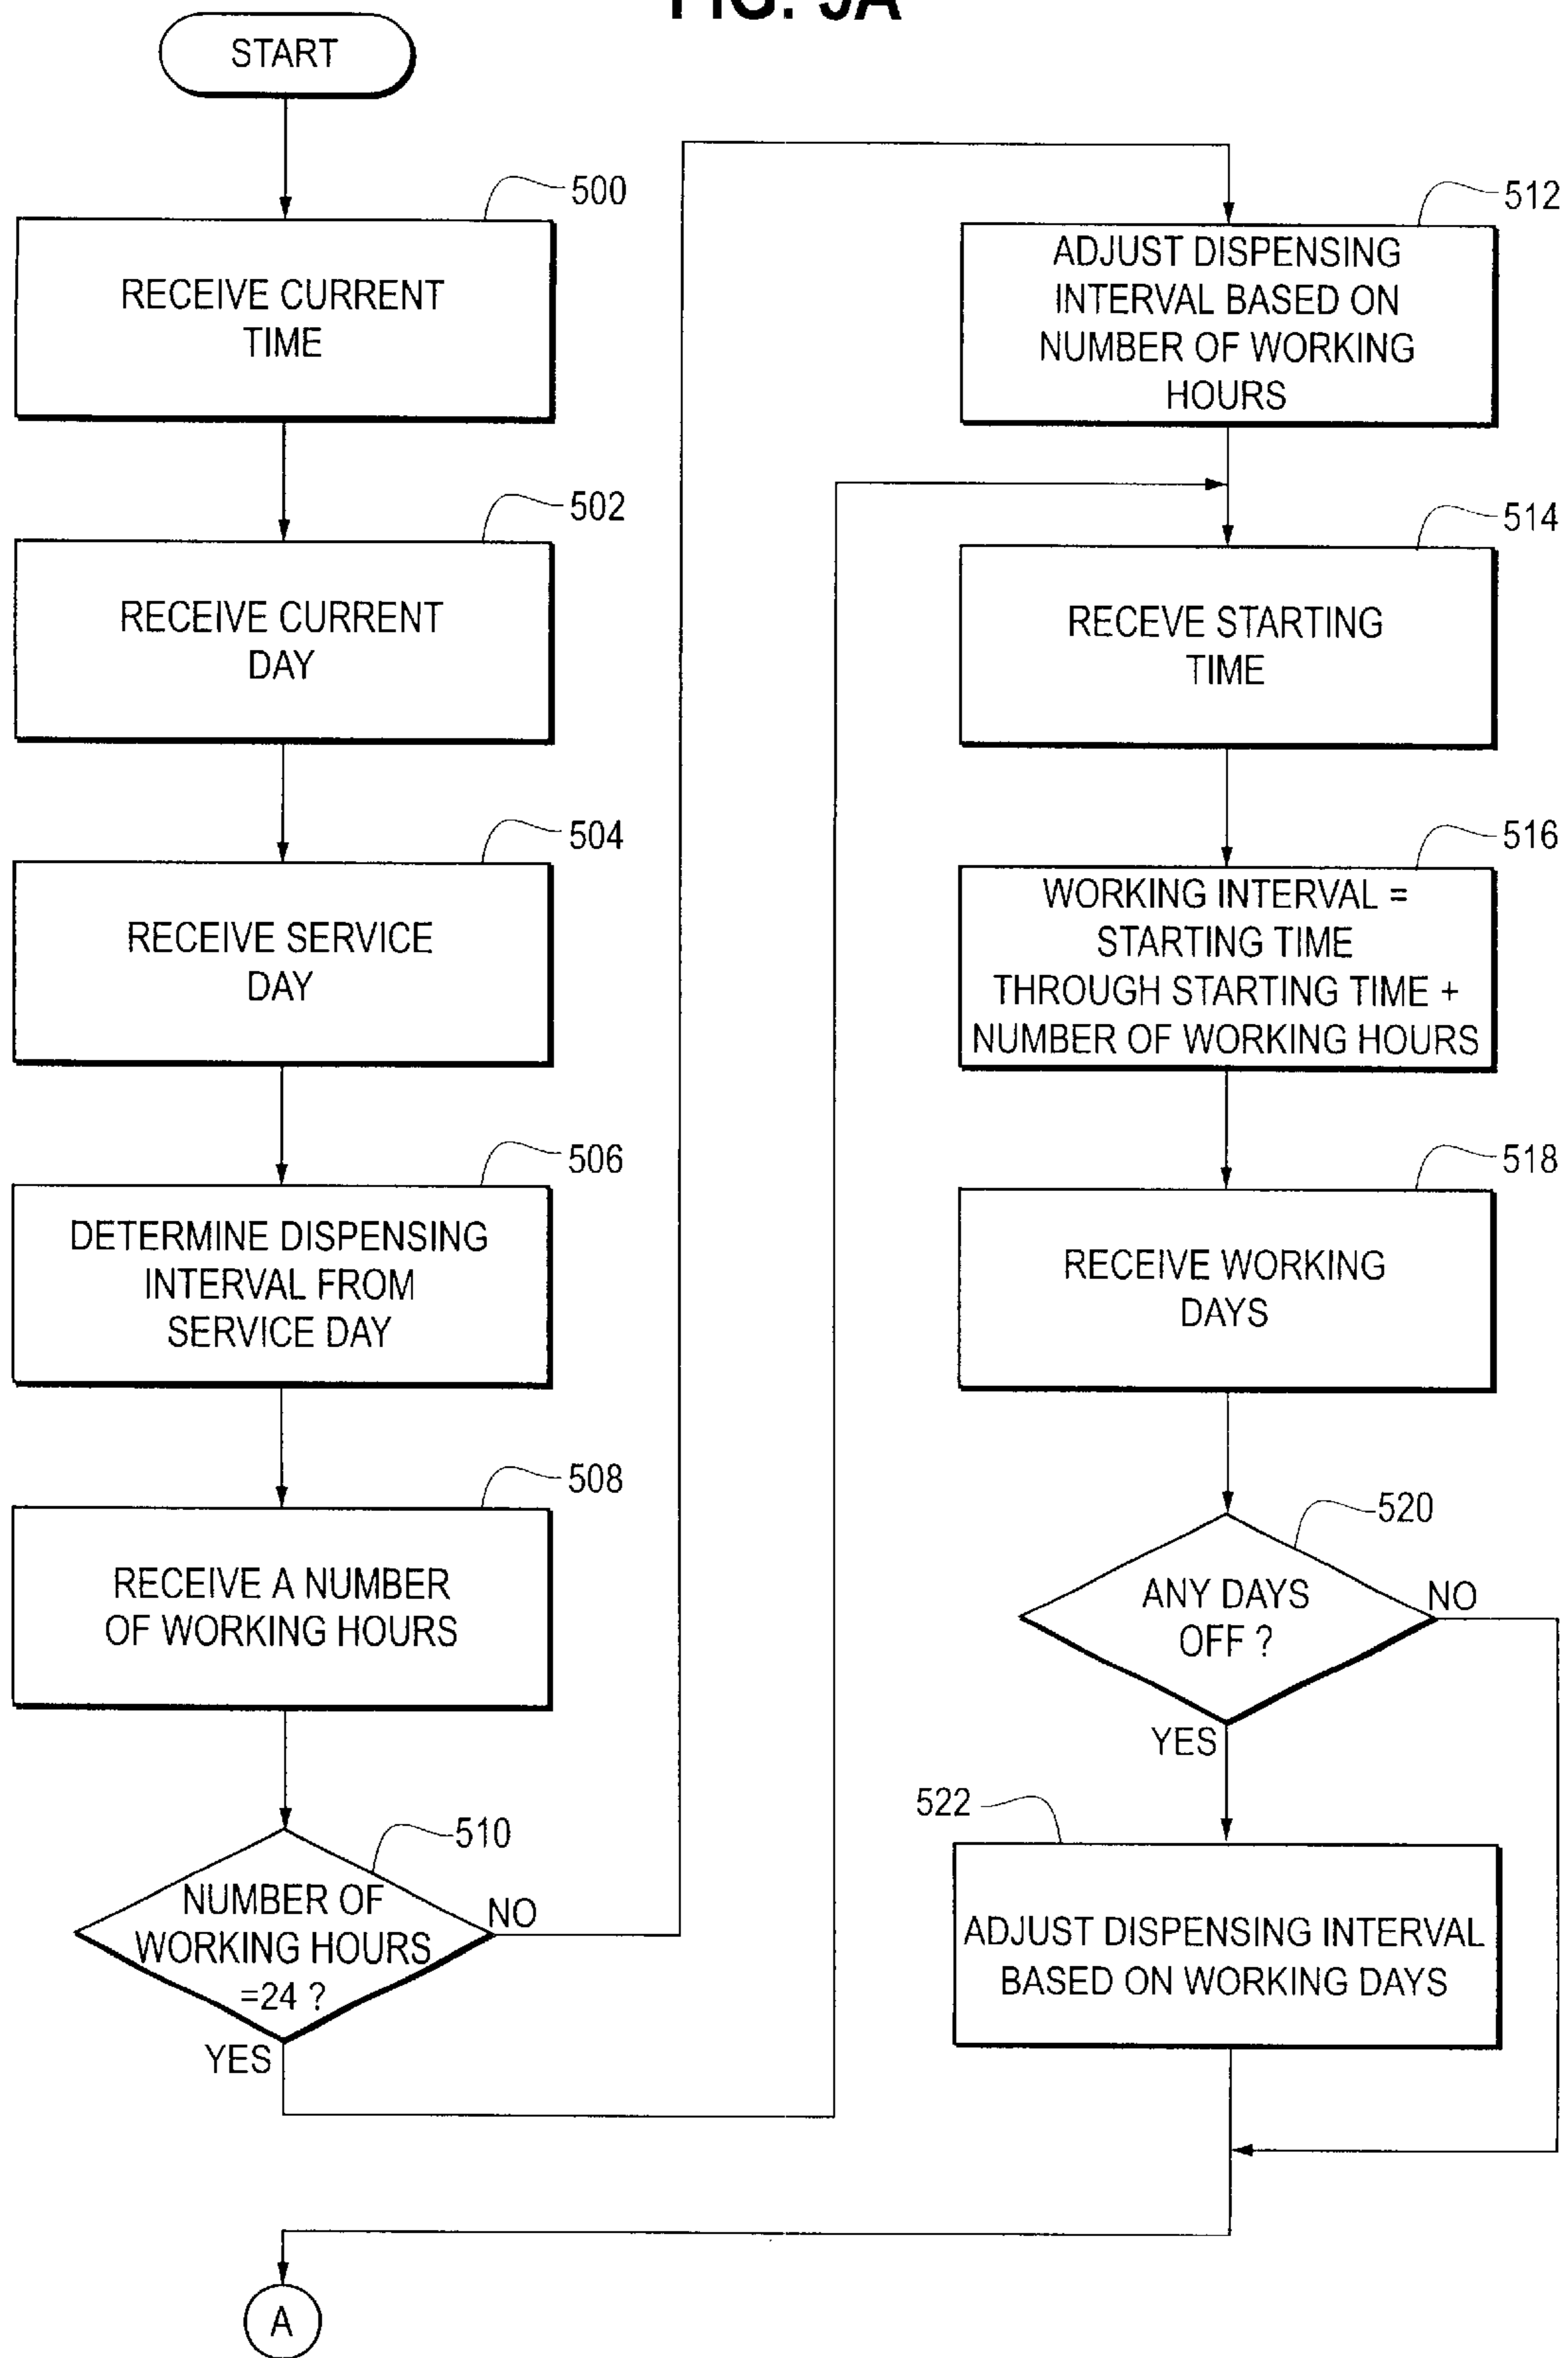 START
500
RECEIVE CURRENT
TIME
502
RECEIVE CURRENT
DAY
504
RECEIVE SERVICE
DAY
506
DETERMINE DISPENSING
INTERVAL FROM
SERVICE DAY
508
RECEIVE A NUMBER
OF WORKING HOURS
510
NUMBER OF
WORKING HOURS
=24 ?
NO
YES
512
ADJUST DISPENSING
INTERVAL BASED ON
NUMBER OF WORKING
HOURS
514
RECEVE STARTING
TIME
516
WORKING INTERVAL =
STARTING TIME
THROUGH STARTING TIME +
NUMBER OF WORKING HOURS
518
RECEIVE WORKING
DAYS
520
ANY DAYS
OFF ?
NO
YES
522
ADJUST DISPENSING INTERVAL
BASED ON WORKING DAYS
A